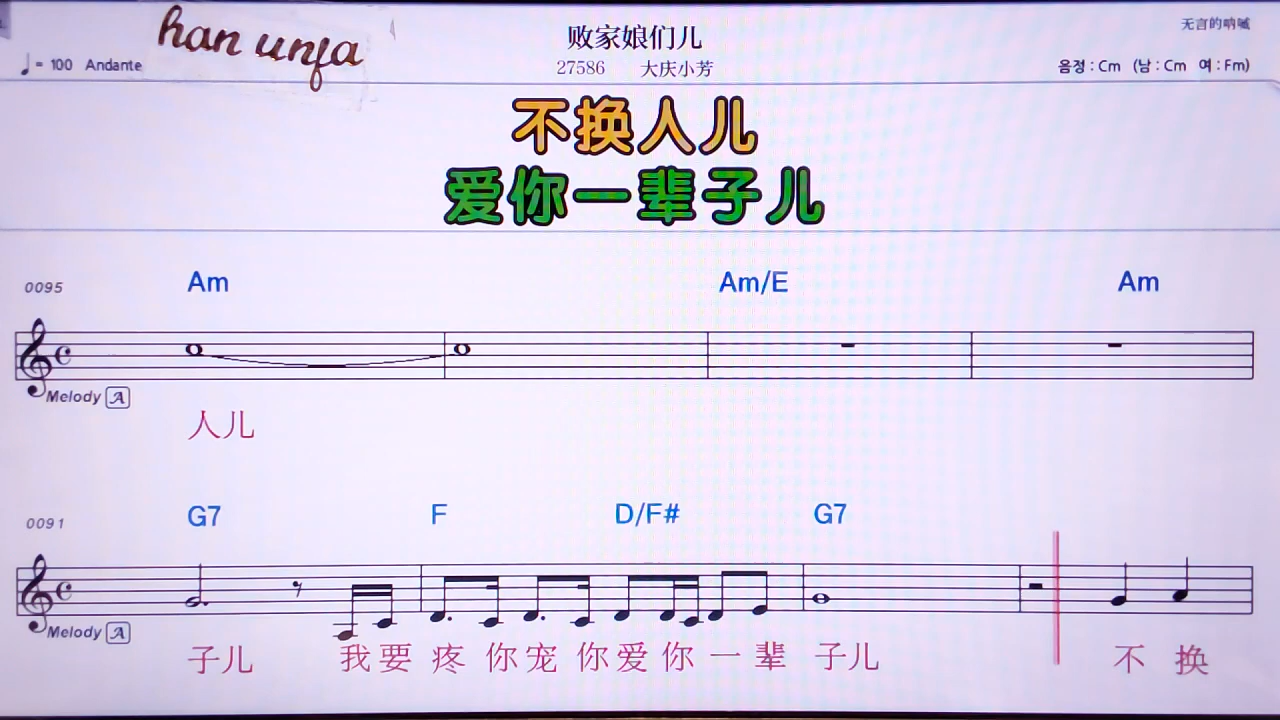 han unfa
败家娘们儿
无言的呐喊
♩= 100 Andante
27586 大庆小芳
음정 : Cm (남 : Cm 여 : Fm)
不换人儿
爱你一辈子儿
0095
Am Am/E Am
Melody A
人儿
0091
G7 F D/F# G7
Melody A
子儿 我要疼你宠你爱你一辈子儿 不换